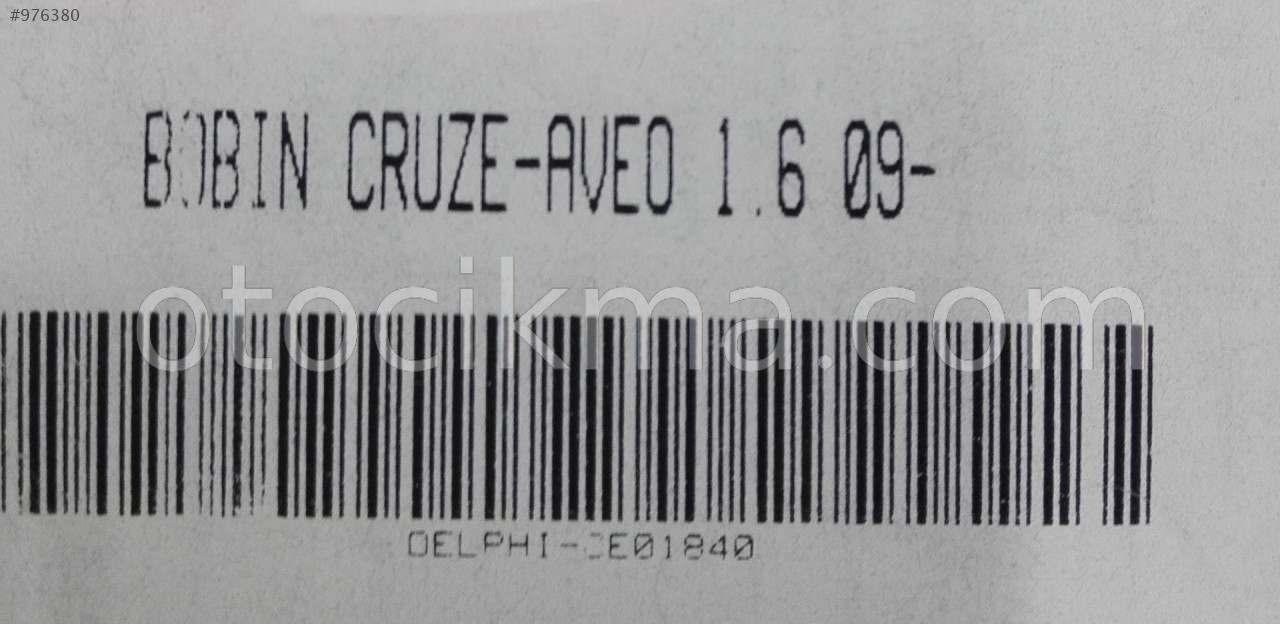 #976380
BOBIN CRUZE-AVEO 1.6 09-
otocikma.com
DELPHI-CE01840